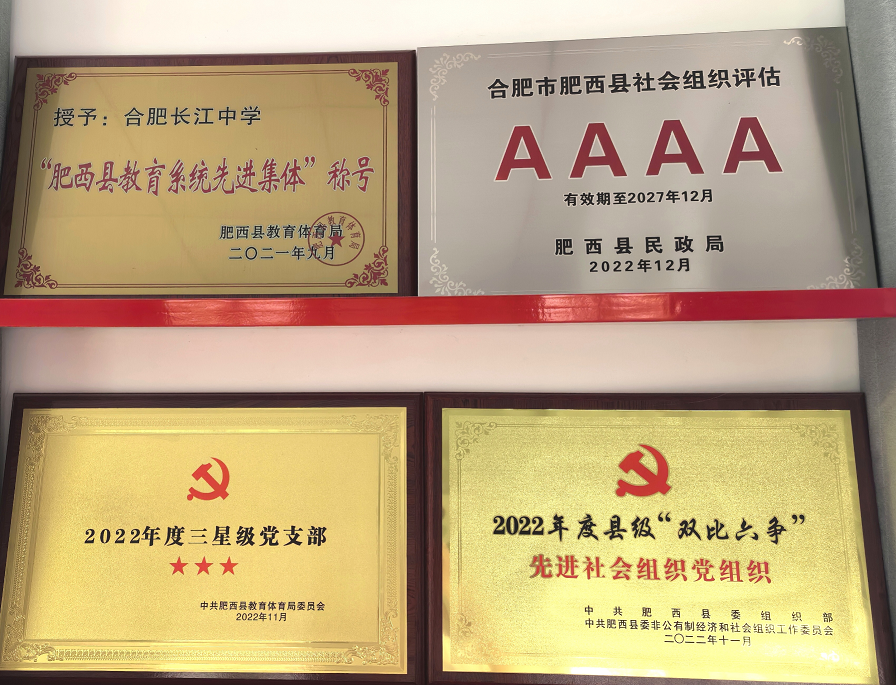 授予：合肥长江中学
“肥西县教育系统先进集体”称号
肥西县教育体育局
二〇二一年九月
肥西县教育体育局
合肥市肥西县社会组织评估
AAAA
有效期至2027年12月
肥西县民政局
2022年12月
2022年度三星级党支部
★★★
中共肥西县教育体育局委员会
2022年11月
2022年度县级“双比六争”
先进社会组织党组织
中共肥西县委组织部
中共肥西县委非公有制经济和社会组织工作委员会
二〇二二年十一月